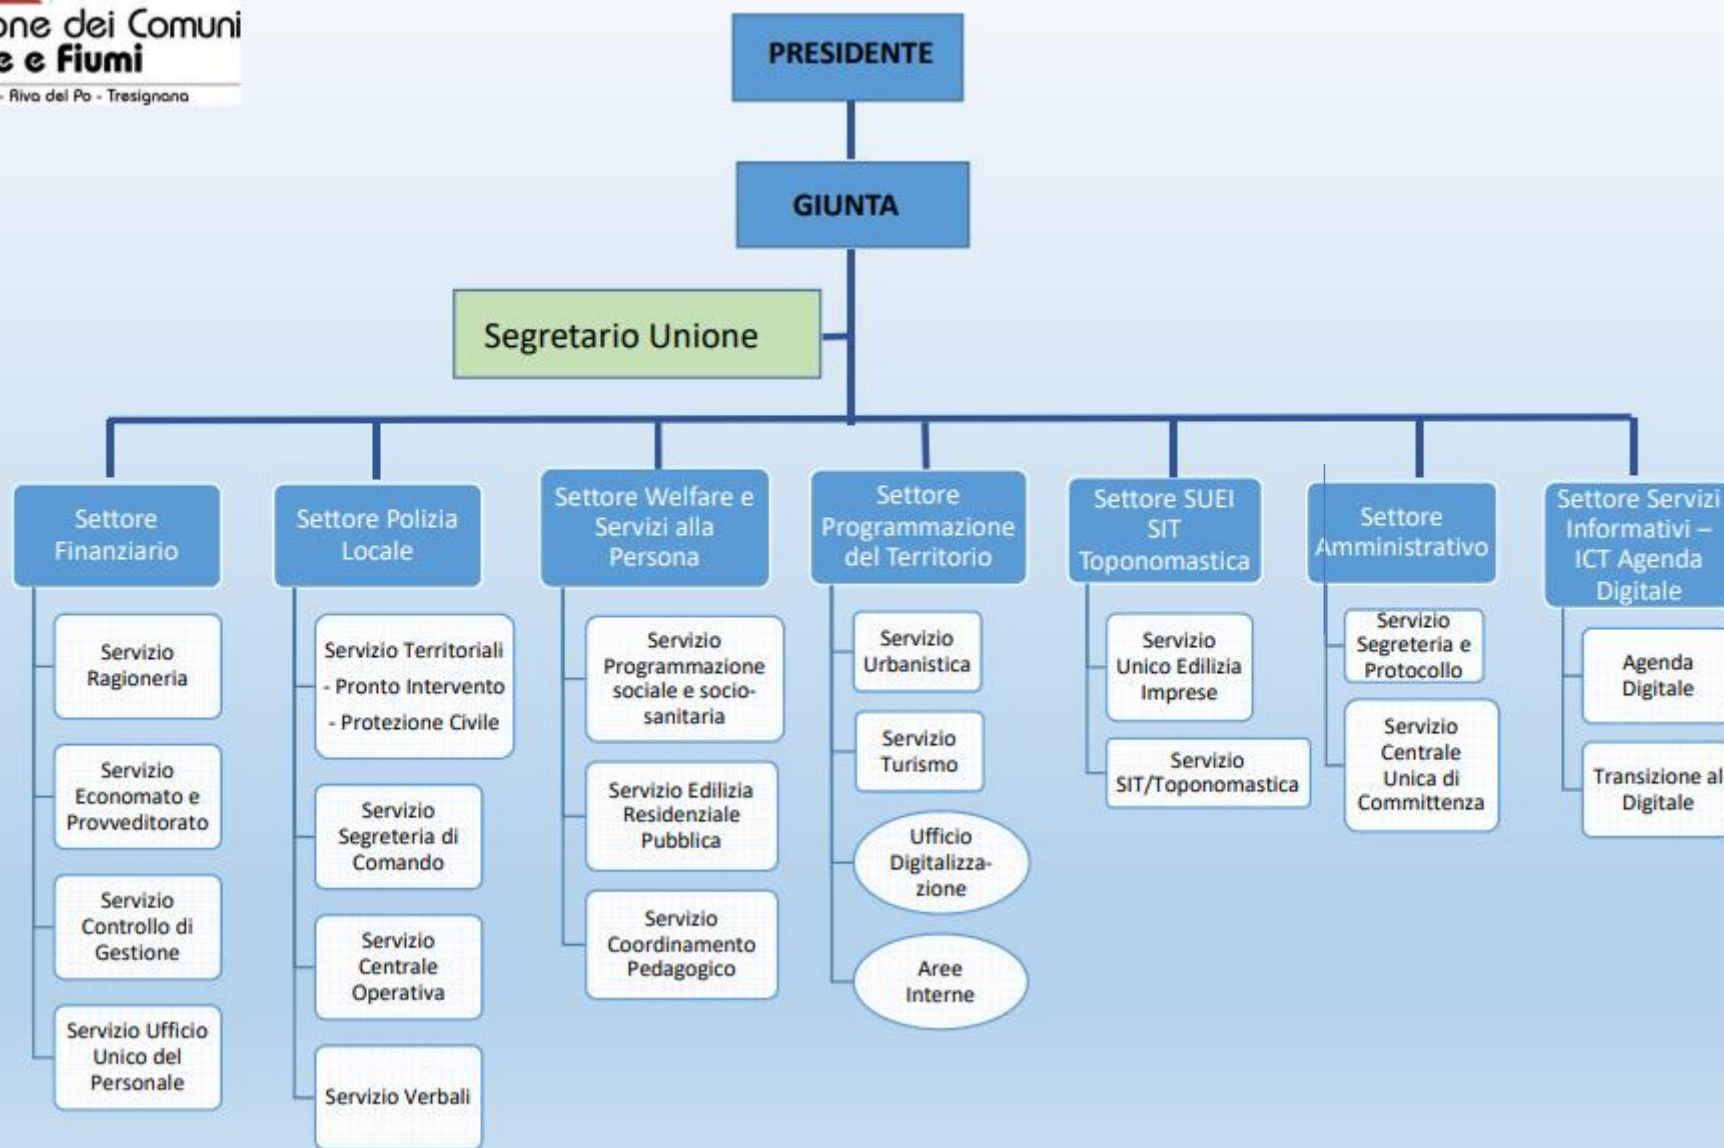 one dei Comuni
e e Fiumi
- Riva del Po - Tresignana
PRESIDENTE
GIUNTA
Segretario Unione
Settore
Finanziario
Servizio
Ragioneria
Servizio
Economato e
Provveditorato
Servizio
Controllo di
Gestione
Servizio Ufficio
Unico del
Personale
Settore Polizia
Locale
Servizio Territoriali
- Pronto Intervento
- Protezione Civile
Servizio
Segreteria di
Comando
Servizio
Centrale
Operativa
Servizio Verbali
Settore Welfare e
Servizi alla
Persona
Servizio
Programmazione
sociale e socio-
sanitaria
Servizio Edilizia
Residenziale
Pubblica
Servizio
Coordinamento
Pedagogico
Settore
Programmazione
del Territorio
Servizio
Urbanistica
Servizio
Turismo
Ufficio
Digitalizza-
zione
Aree
Interne
Settore SUEI
SIT
Toponomastica
Servizio
Unico Edilizia
Imprese
Servizio
SIT/Toponomastica
Settore
Amministrativo
Servizio
Segreteria e
Protocollo
Servizio
Centrale
Unica di
Committenza
Settore Servizi
Informativi –
ICT Agenda
Digitale
Agenda
Digitale
Transizione al
Digitale